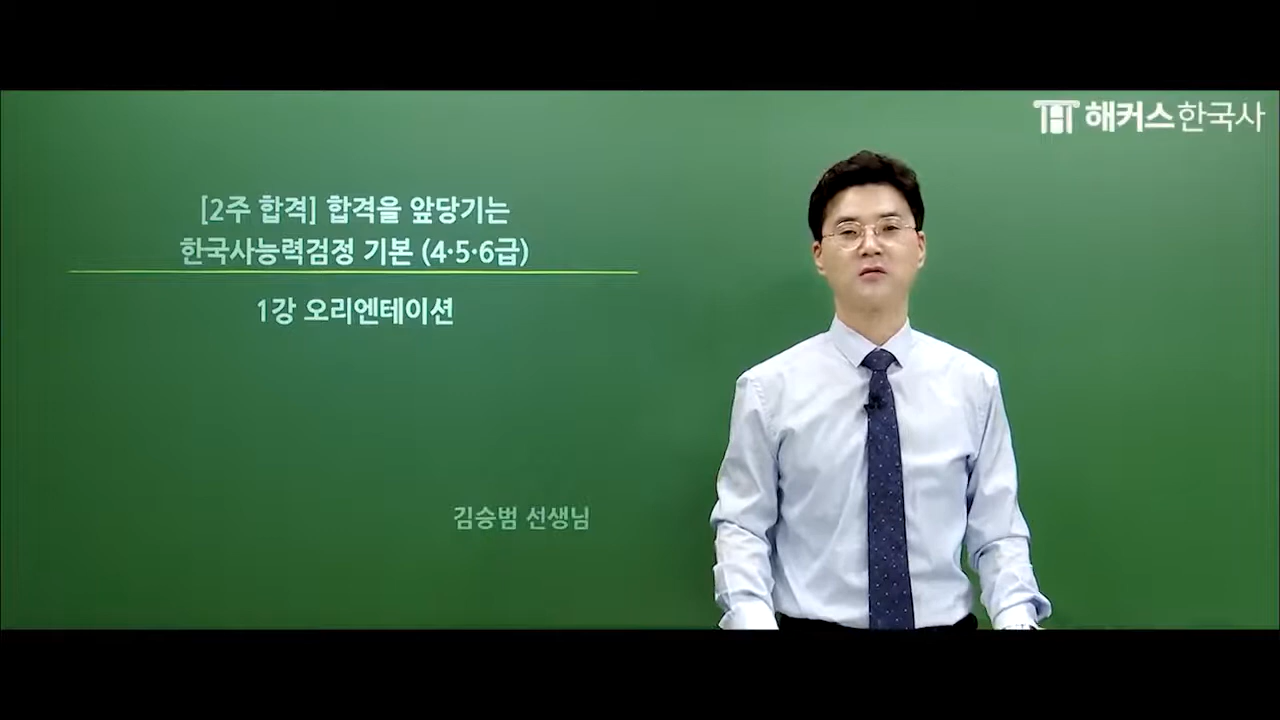 해커스한국사
[2주 합격] 합격을 앞당기는
한국사능력검정 기본 (4·5·6급)
1강 오리엔테이션
김승범 선생님